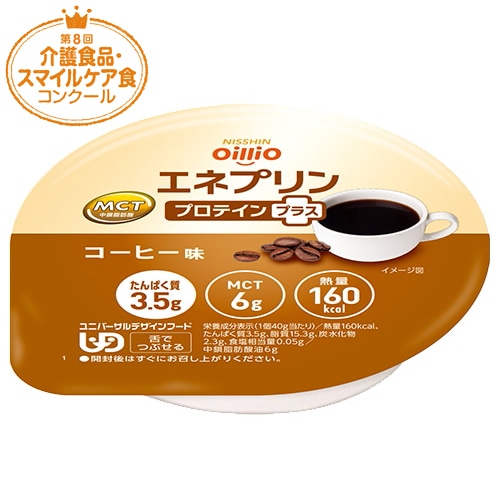 第8回
介護食品・
スマイルケア食
コンクール
NISSHIN
OilliO
エネプリン
MCT
中鎖脂肪酸
プロテインプラス
コーヒー味
イメージ図
たんぱく質
3.5g
MCT
6g
熱量
160
kcal
ユニバーサルデザインフード
UDF
舌で
つぶせる
栄養成分表示(1個40g当たり)/熱量160kcal、
たんぱく質3.5g、脂質15.3g、炭水化物
2.3g、食塩相当量0.05g/
中鎖脂肪酸油6g
1 ●開封後はすぐにお召し上がりください。